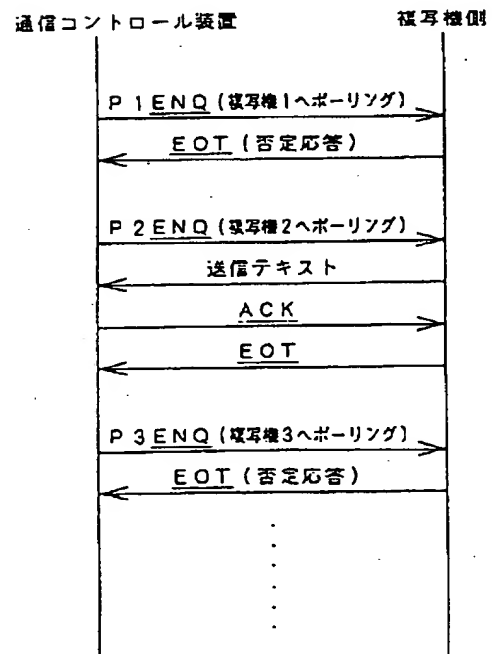 通信コントロール装置
複写機側
P1ENQ(複写機1へポーリング)
EOT(否定応答)
P2ENQ(複写機2へポーリング)
送信テキスト
ACK
EOT
P3ENQ(複写機3へポーリング)
EOT(否定応答)